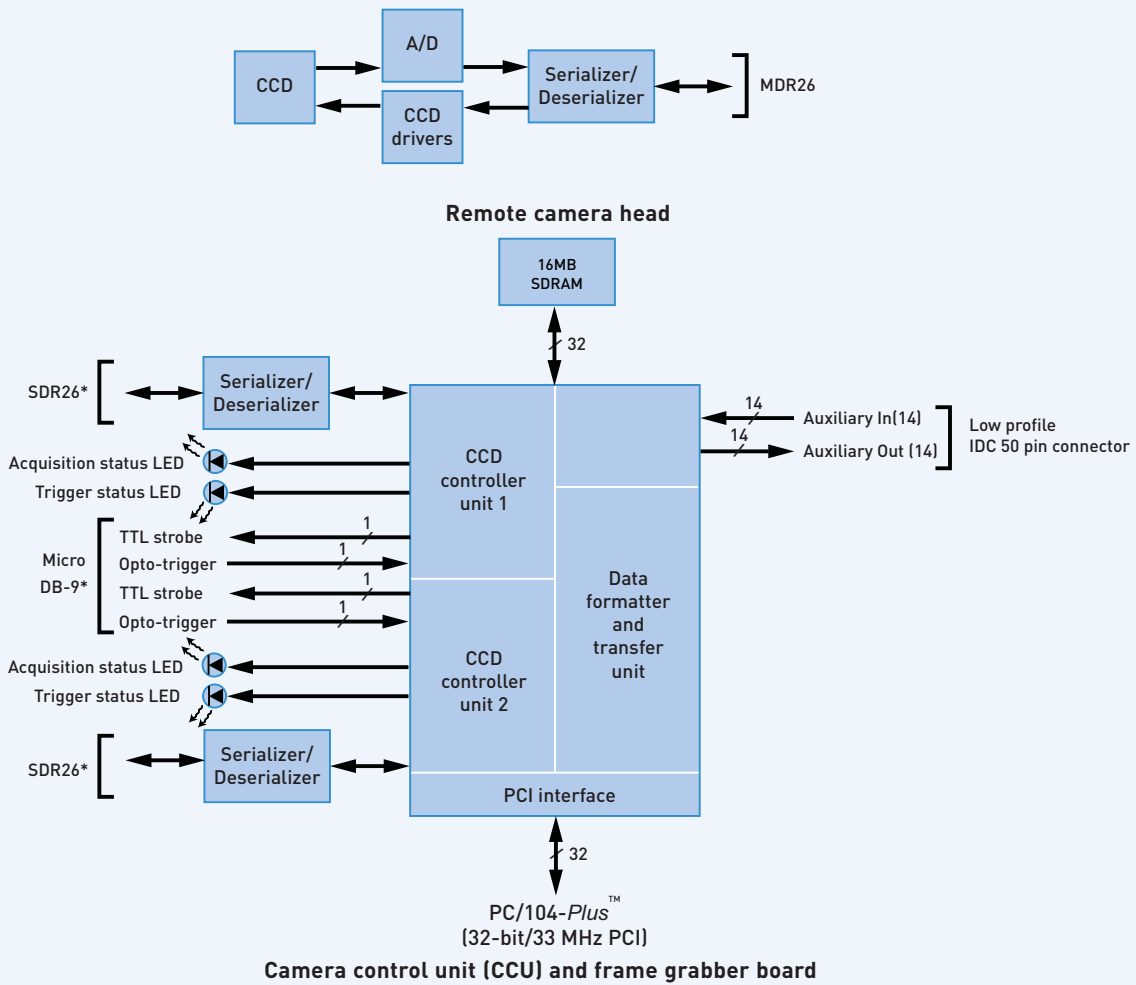 A/D
CCD
Serializer/
Deserializer
MDR26
CCD
drivers
Remote camera head
16MB
SDRAM
32
SDR26*
Serializer/
Deserializer
14
Auxiliary In(14)
14
Auxiliary Out (14)
Low profile
IDC 50 pin connector
Acquisition status LED
Trigger status LED
CCD
controller
unit 1
Micro
DB-9*
TTL strobe
1
Opto-trigger
1
TTL strobe
1
Opto-trigger
1
Data
formatter
and
transfer
unit
Acquisition status LED
Trigger status LED
CCD
controller
unit 2
SDR26*
Serializer/
Deserializer
PCI interface
32
PC/104-Plus™
(32-bit/33 MHz PCI)
Camera control unit (CCU) and frame grabber board